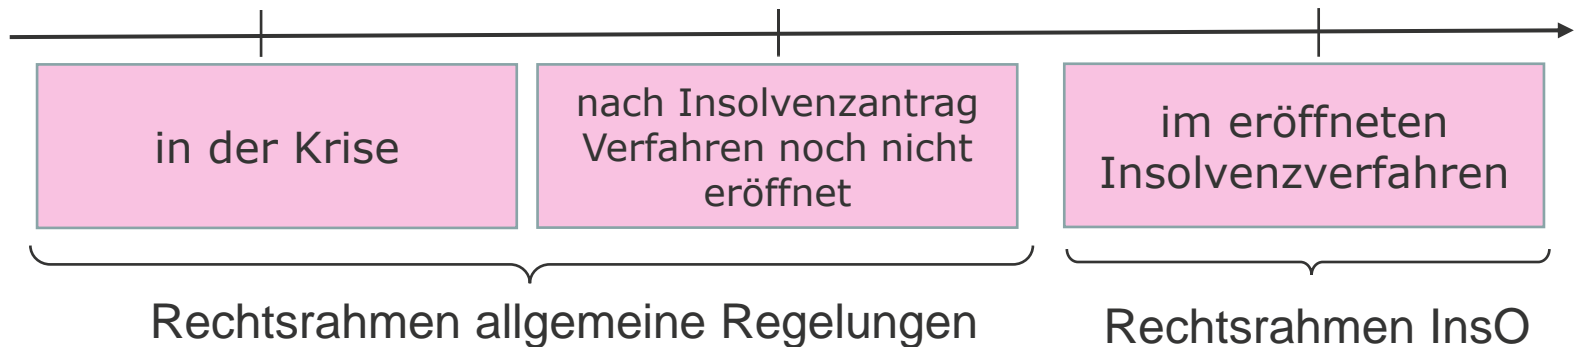 in der Krise
nach Insolvenzantrag
Verfahren noch nicht
eröffnet
im eröffneten
Insolvenzverfahren
Rechtsrahmen allgemeine Regelungen
Rechtsrahmen InsO